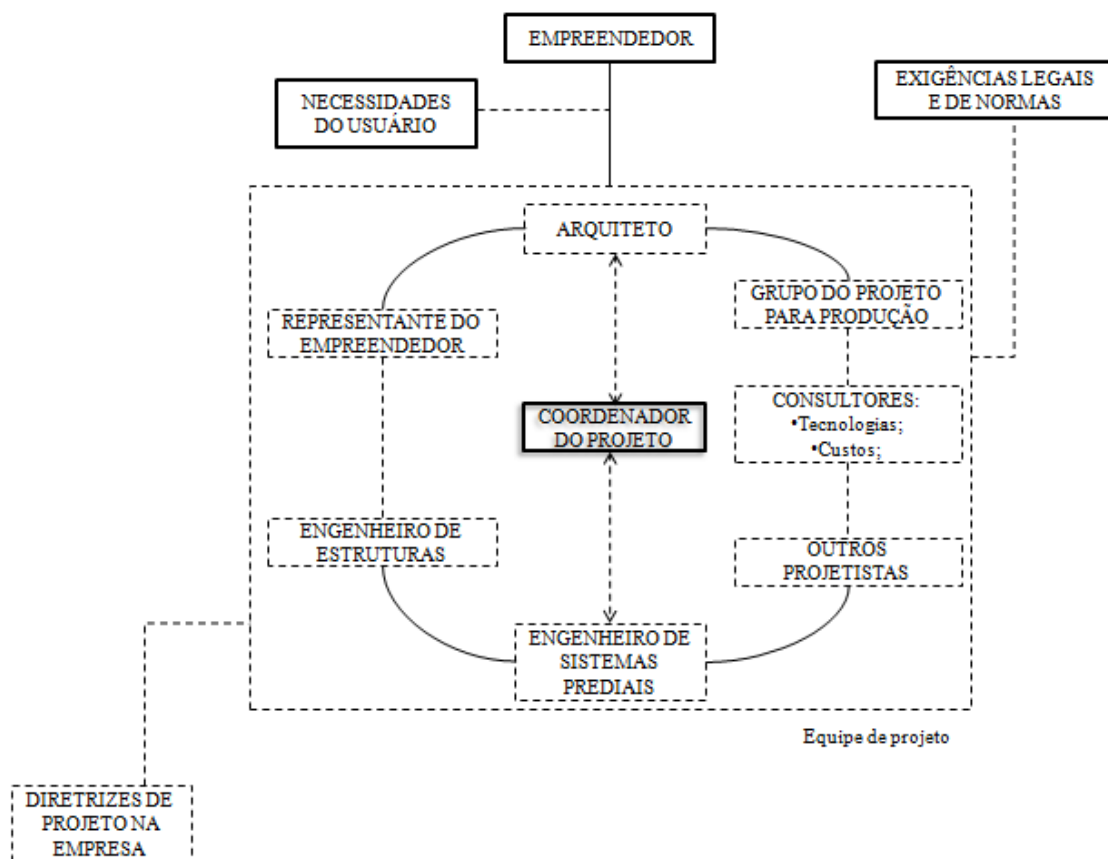 EMPREENDEDOR
NECESSIDADES
DO USUÁRIO
EXIGÊNCIAS LEGAIS
E DE NORMAS
ARQUITETO
GRUPO DO PROJETO
PARA PRODUÇÃO
REPRESENTANTE DO
EMPREENDEDOR
COORDENADOR
DO PROJETO
CONSULTORES:
•Tecnologias;
•Custos;
ENGENHEIRO DE
ESTRUTURAS
OUTROS
PROJETISTAS
ENGENHEIRO DE
SISTEMAS
PREDIAIS
Equipe de projeto
DIRETRIZES DE
PROJETO NA
EMPRESA